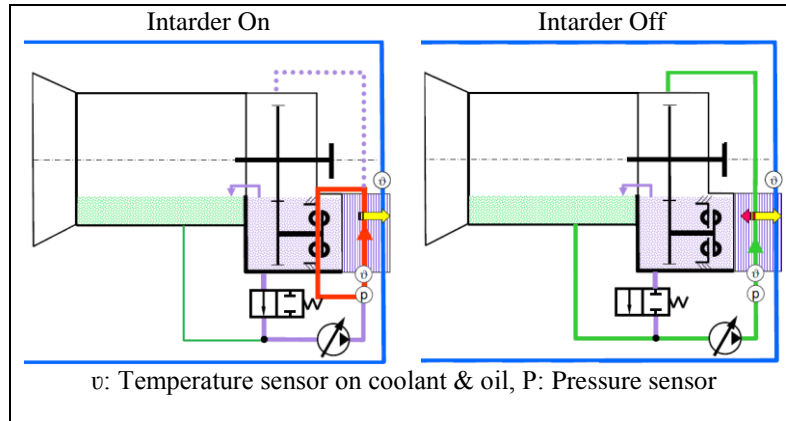 Intarder On Intarder Off
ϑ ϑ
ϑ ϑ
p p
υ: Temperature sensor on coolant & oil, P: Pressure sensor